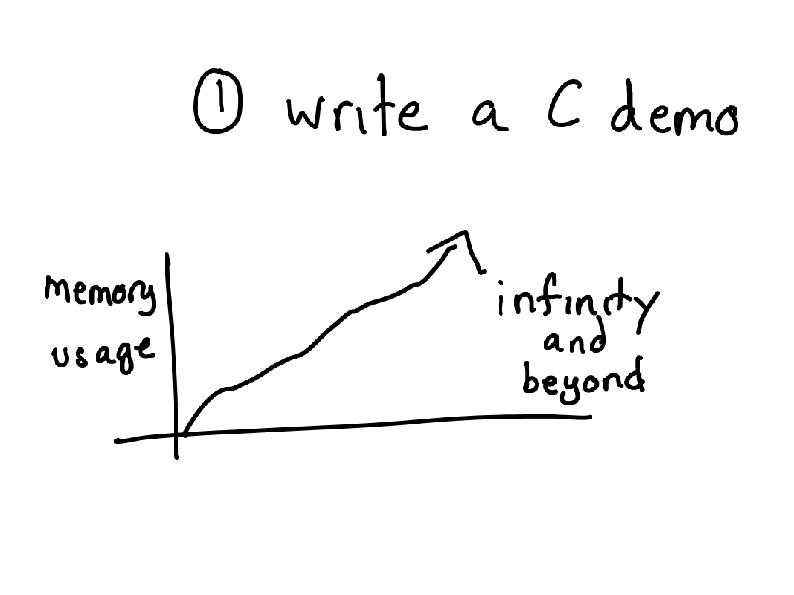 ① write a C demo
memory
usage
infinity
and
beyond